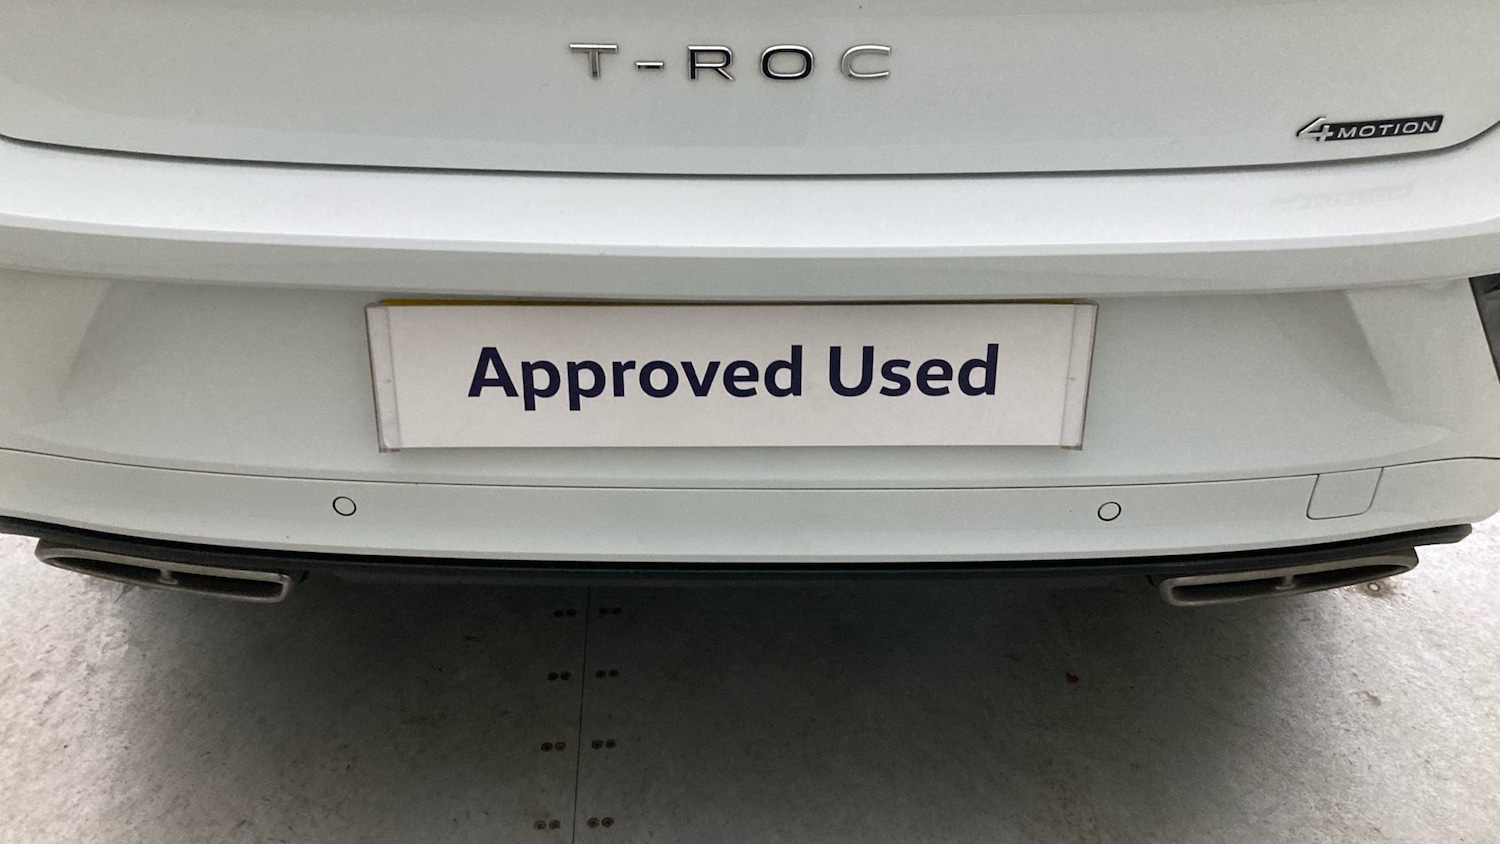 T-ROC
4MOTION
Approved Used